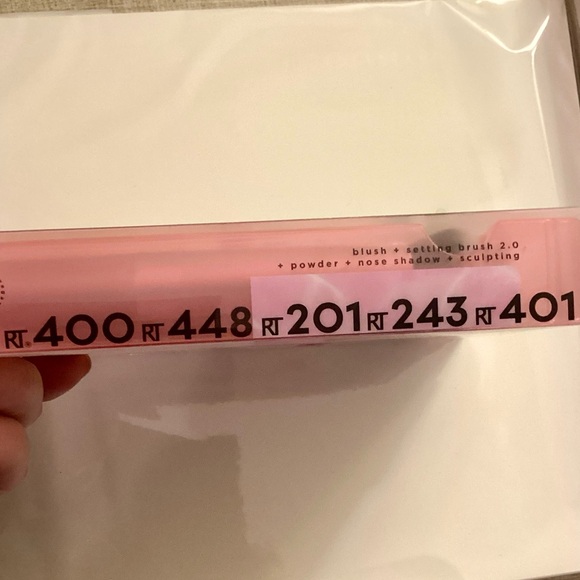 blush + setting brush 2.0
+ powder + nose shadow + sculpting
RT® 400 RT 448 RT 201 RT 243 RT 401